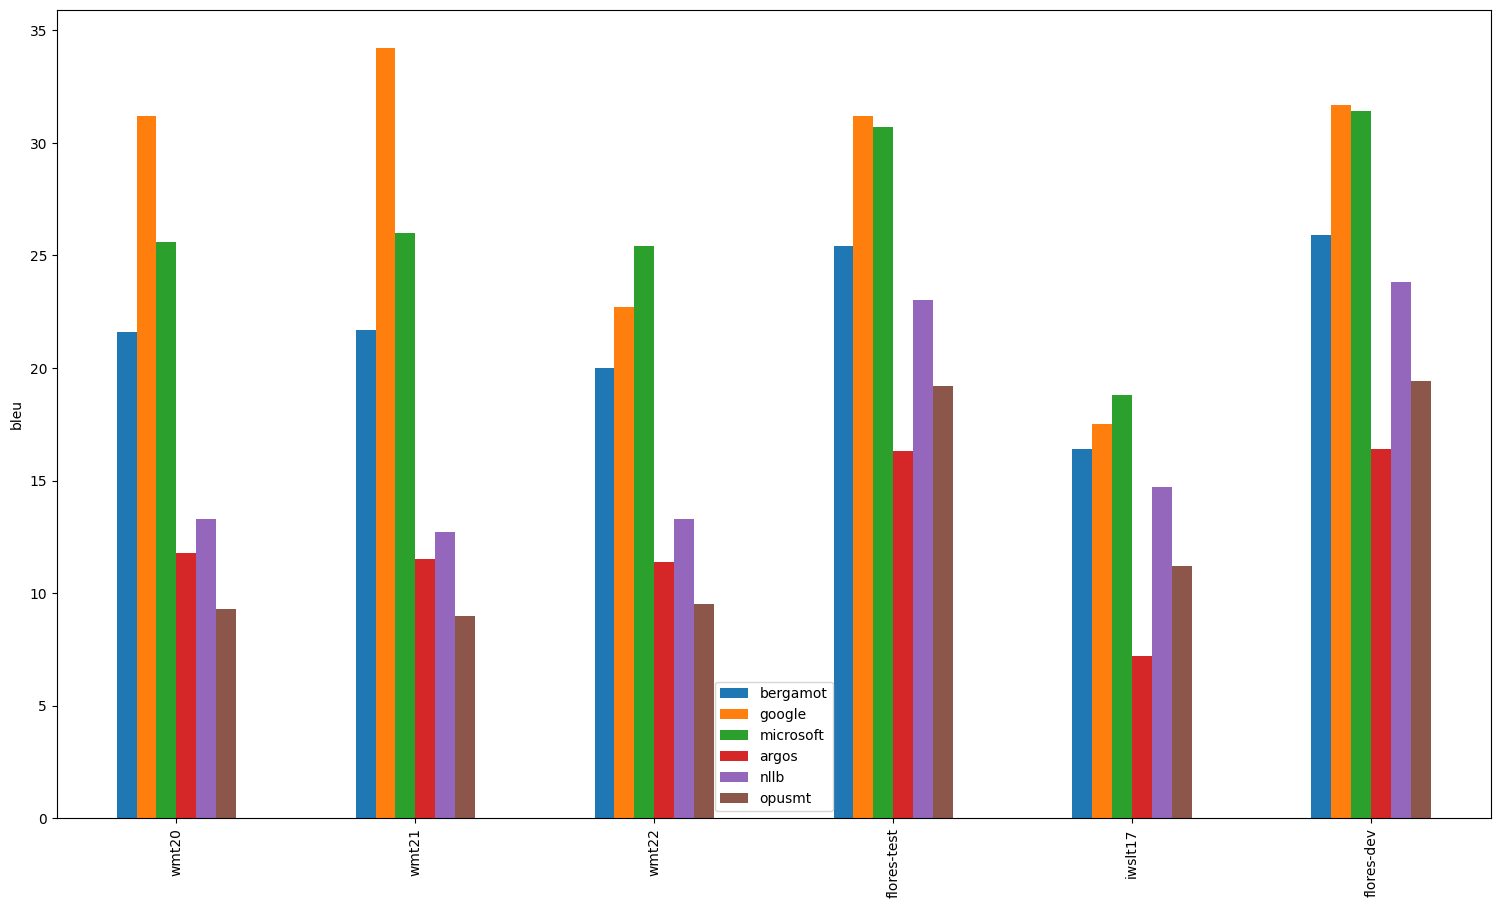 35
30
25
20
15
10
5
0
bleu
bergamot
google
microsoft
argos
nllb
opusmt
wmt20
wmt21
wmt22
flores-test
iwslt17
flores-dev